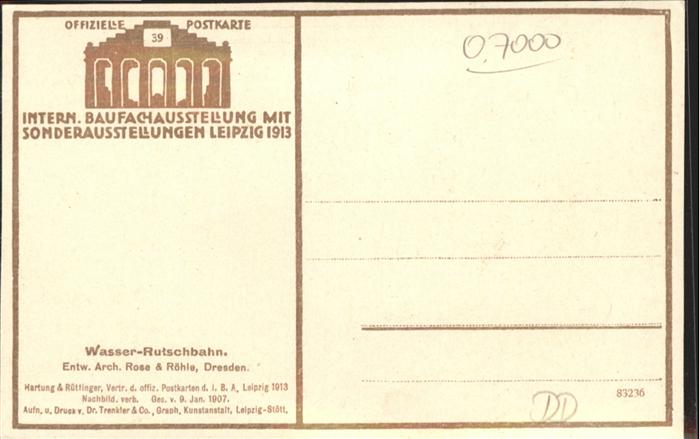 OFFIZIELLE POSTKARTE
39
INTERN. BAUFACHAUSSTELLUNG MIT
SONDERAUSSTELLUNGEN LEIPZIG 1913
Wasser-Rutschbahn.
Entw. Arch. Rose & Röhle, Dresden.
Hartung & Rüttinger, Vertr. d. offiz. Postkarten d. I. B. A. Leipzig 1913
Nachbild. verb. Ges. v. 9. Jan. 1907.
Aufn. u. Druck v. Dr. Trenkler & Co., Graph. Kunstanstalt, Leipzig-Stött.
0,7000
83236
DD